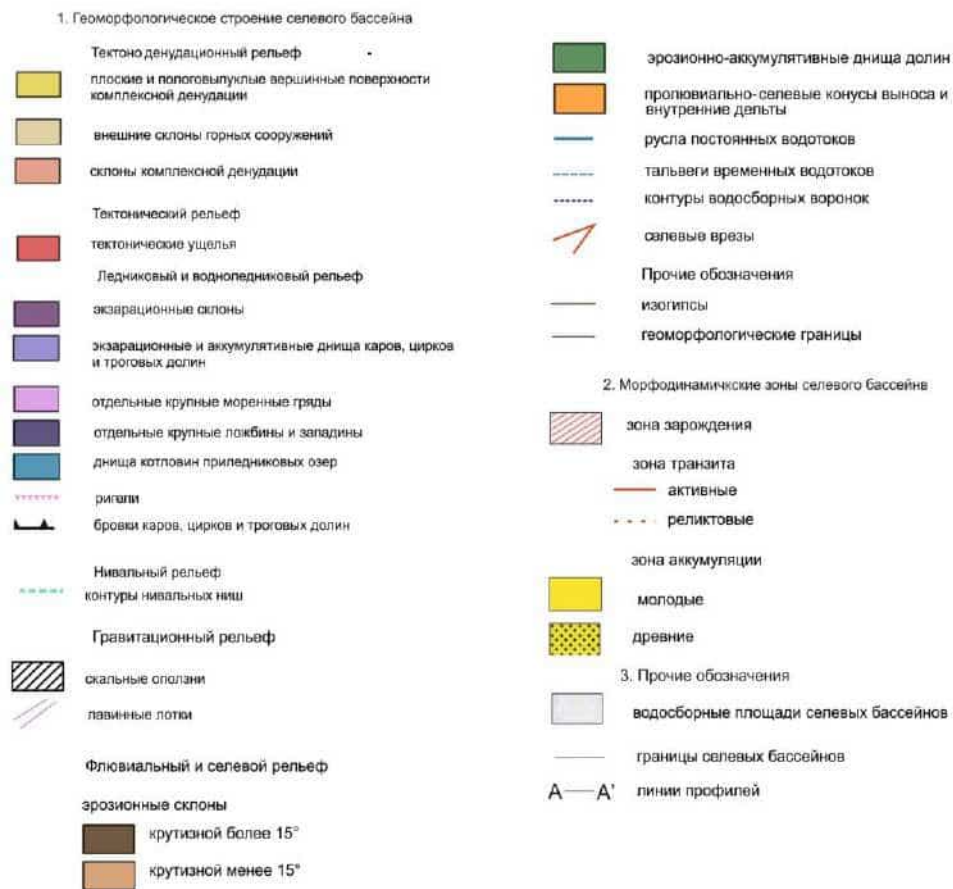 1. Геоморфологическое строение селевого бассейна
Тектоно денудационный рельеф -
плоские и пологовыпуклые вершинные поверхности
комплексной денудации
внешние склоны горных сооружений
склоны комплексной денудации
Тектонический рельеф
тектонические ущелья
Ледниковый и водноледниковый рельеф
экзарационные склоны
экзарационные и аккумулятивные днища каров, цирков
и троговых долин
отдельные крупные моренные гряды
отдельные крупные ложбины и западины
днища котловин приледниковых озер
ригели
бровки каров, цирков и троговых долин
Нивальный рельеф
контуры нивальных ниш
Гравитационный рельеф
скальные оползни
лавинные лотки
Флювиальный и селевой рельеф
эрозионные склоны
крутизной более 15°
крутизной менее 15°
эрозионно-аккумулятивные днища долин
пролювиально-селевые конусы выноса и
внутренние дельты
русла постоянных водотоков
тальвеги временных водотоков
контуры водосборных воронок
селевые врезы
Прочие обозначения
изогипсы
геоморфологические границы
2. Морфодинамичкские зоны селевого бассейнв
зона зарождения
зона транзита
активные
реликтовые
зона аккумуляции
молодые
древние
3. Прочие обозначения
водосборные площади селевых бассейнов
границы селевых бассейнов
А — А' линии профилей